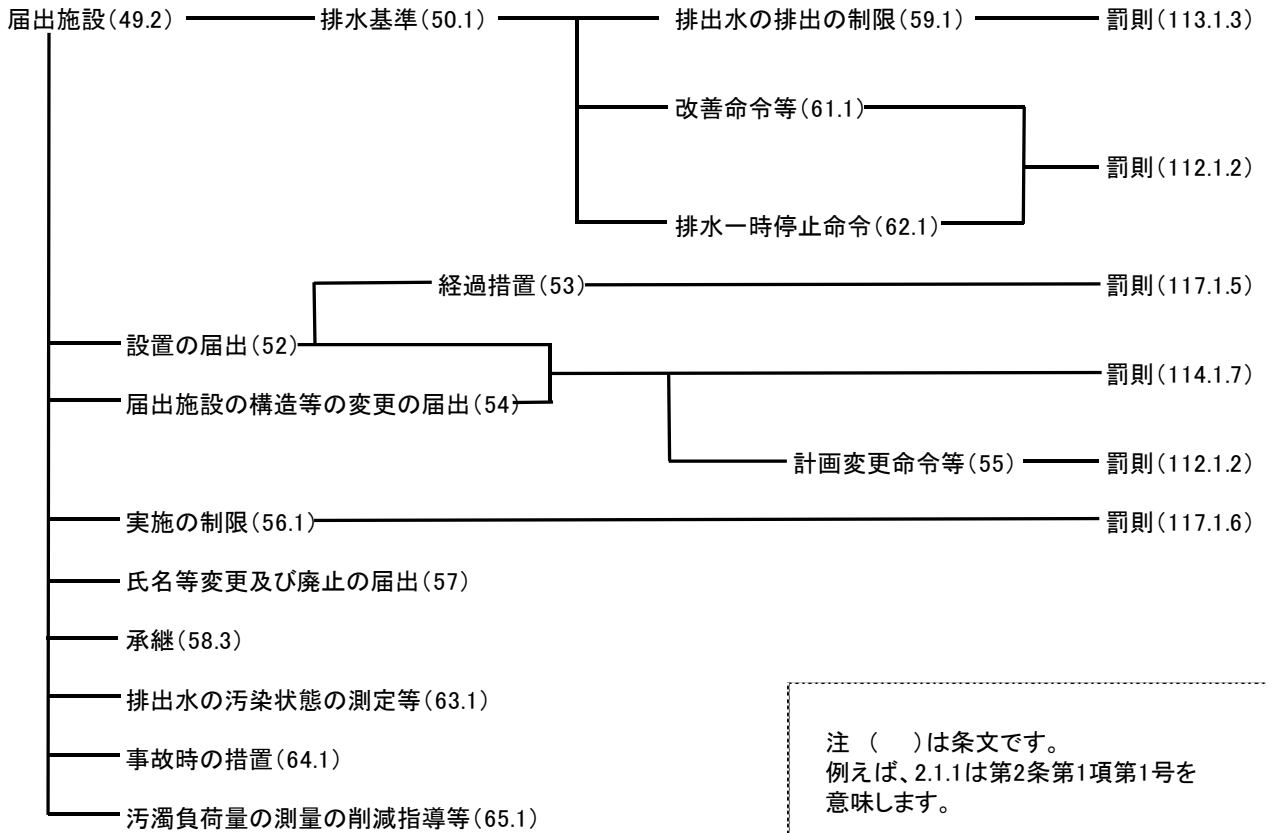 届出施設(49.2) 排水基準(50.1) 排出水の排出の制限(59.1) 罰則(113.1.3)
改善命令等(61.1)
罰則(112.1.2)
排水一時停止命令(62.1)
経過措置(53) 罰則(117.1.5)
設置の届出(52)
罰則(114.1.7)
届出施設の構造等の変更の届出(54)
計画変更命令等(55) 罰則(112.1.2)
実施の制限(56.1) 罰則(117.1.6)
氏名等変更及び廃止の届出(57)
承継(58.3)
排出水の汚染状態の測定等(63.1)
事故時の措置(64.1)
汚濁負荷量の測量の削減指導等(65.1)
注 ( )は条文です。
例えば、2.1.1は第2条第1項第1号を
意味します。